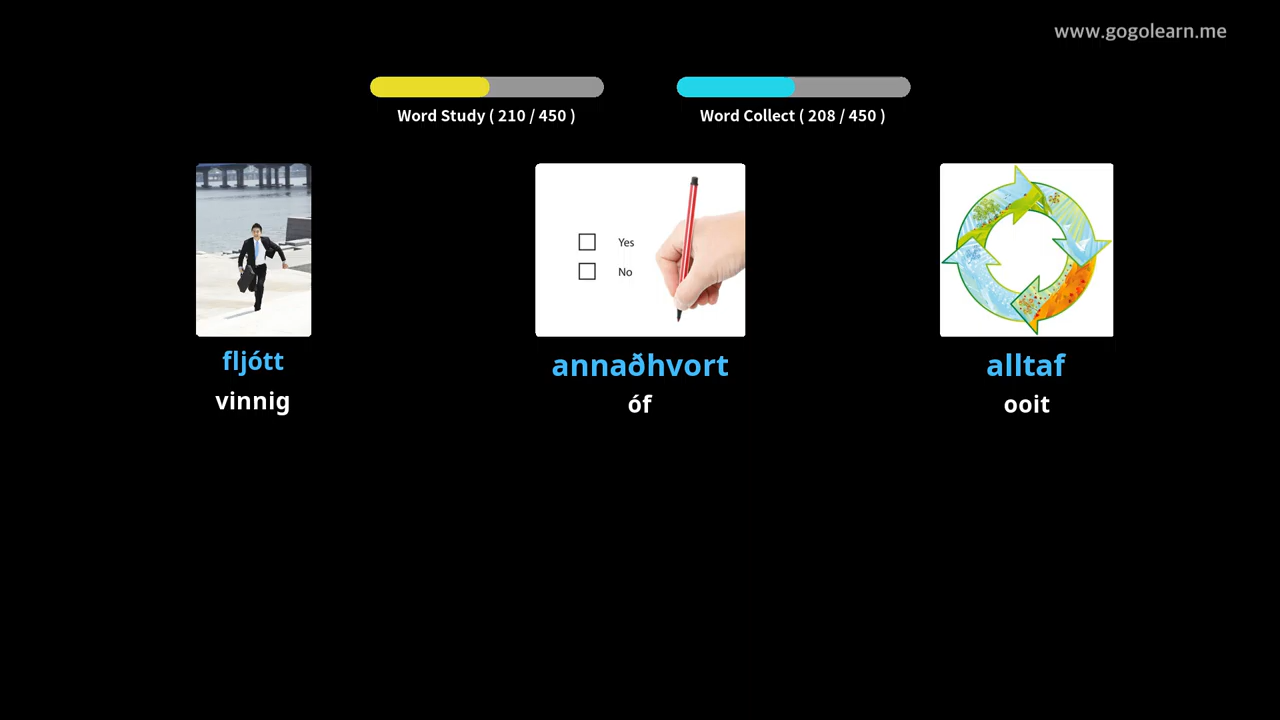 www.gogolearn.me
Word Study ( 210 / 450 )
Word Collect ( 208 / 450 )
Yes
No
fljótt
vinnig
annaðhvort
óf
alltaf
ooit